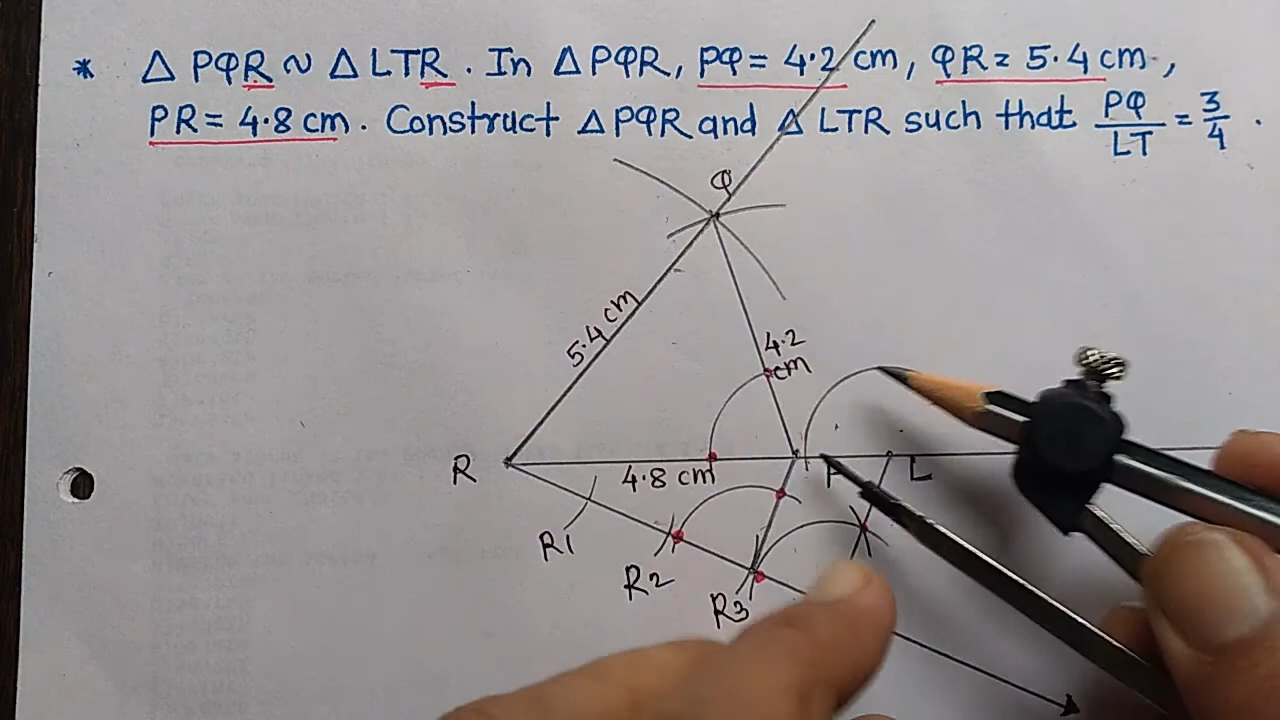 * △ PQR ~ △ LTR. In △PQR, PQ = 4.2 cm, QR = 5.4 cm.,
PR = 4.8 cm. Construct △PQR and △ LTR such that PQ/LT = 3/4.
Q
5.4 cm
4.2
cm
R
4.8 cm
P
L
R1
R2
R3